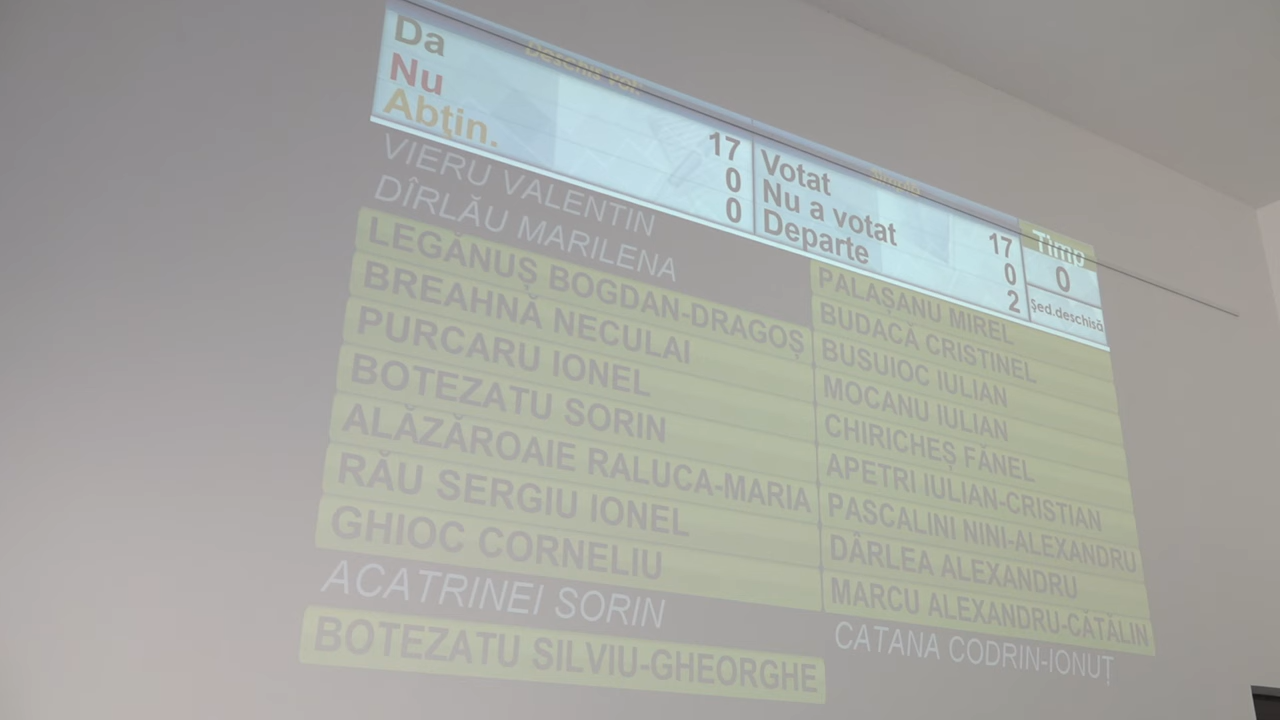 Da
Nu
Abțin.
Deschis vot
17
0
0
Votat
Nu a votat
Departe
17
0
2
Timp
0
Șed.deschisă
VIERU VALENTIN
DÎRLĂU MARILENA
LEGĂNUȘ BOGDAN-DRAGOȘ
BREAHNĂ NECULAI
PURCARU IONEL
BOTEZATU SORIN
ALĂZĂROAIE RALUCA-MARIA
RĂU SERGIU IONEL
GHIOC CORNELIU
ACATRINEI SORIN
BOTEZATU SILVIU-GHEORGHE
PALAȘANU MIREL
BUDACĂ CRISTINEL
BUSUIOC IULIAN
MOCANU IULIAN
CHIRICHEȘ FĂNEL
APETRI IULIAN-CRISTIAN
PASCALINI NINI-ALEXANDRU
DÂRLEA ALEXANDRU
MARCU ALEXANDRU-CĂTĂLIN
CATANA CODRIN-IONUȚ